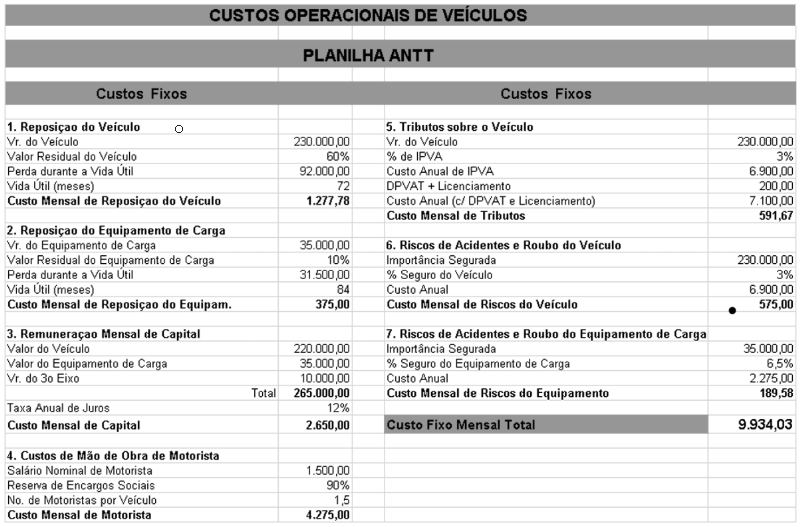 CUSTOS OPERACIONAIS DE VEÍCULOS
PLANILHA ANTT
Custos Fixos
1. Reposiçao do Veículo
Vr. do Veículo 230.000,00
Valor Residual do Veículo 60%
Perda durante a Vida Útil 92.000,00
Vida Útil (meses) 72
Custo Mensal de Reposiçao do Veículo 1.277,78
2. Reposiçao do Equipamento de Carga
Vr. do Equipamento de Carga 35.000,00
Valor Residual do Equipamento de Carga 10%
Perda durante a Vida Útil 31.500,00
Vida Útil (meses) 84
Custo Mensal de Reposiçao do Equipam. 375,00
3. Remuneraçao Mensal de Capital
Valor do Veículo 220.000,00
Valor do Equipamento de Carga 35.000,00
Vr. do 3o Eixo 10.000,00
Total 265.000,00
Taxa Anual de Juros 12%
Custo Mensal de Capital 2.650,00
4. Custos de Mão de Obra de Motorista
Salário Nominal de Motorista 1.500,00
Reserva de Encargos Sociais 90%
No. de Motoristas por Veículo 1,5
Custo Mensal de Motorista 4.275,00
Custos Fixos
5. Tributos sobre o Veículo
Vr. do Veículo 230.000,00
% de IPVA 3%
Custo Anual de IPVA 6.900,00
DPVAT + Licenciamento 200,00
Custo Anual (c/ DPVAT e Licenciamento) 7.100,00
Custo Mensal de Tributos 591,67
6. Riscos de Acidentes e Roubo do Veículo
Importância Segurada 230.000,00
% Seguro do Veículo 3%
Custo Anual 6.900,00
Custo Mensal de Riscos do Veículo 575,00
7. Riscos de Acidentes e Roubo do Equipamento de Carga
Importância Segurada 35.000,00
% Seguro do Equipamento de Carga 6,5%
Custo Anual 2.275,00
Custo Mensal de Riscos do Equipamento 189,58
Custo Fixo Mensal Total 9.934,03